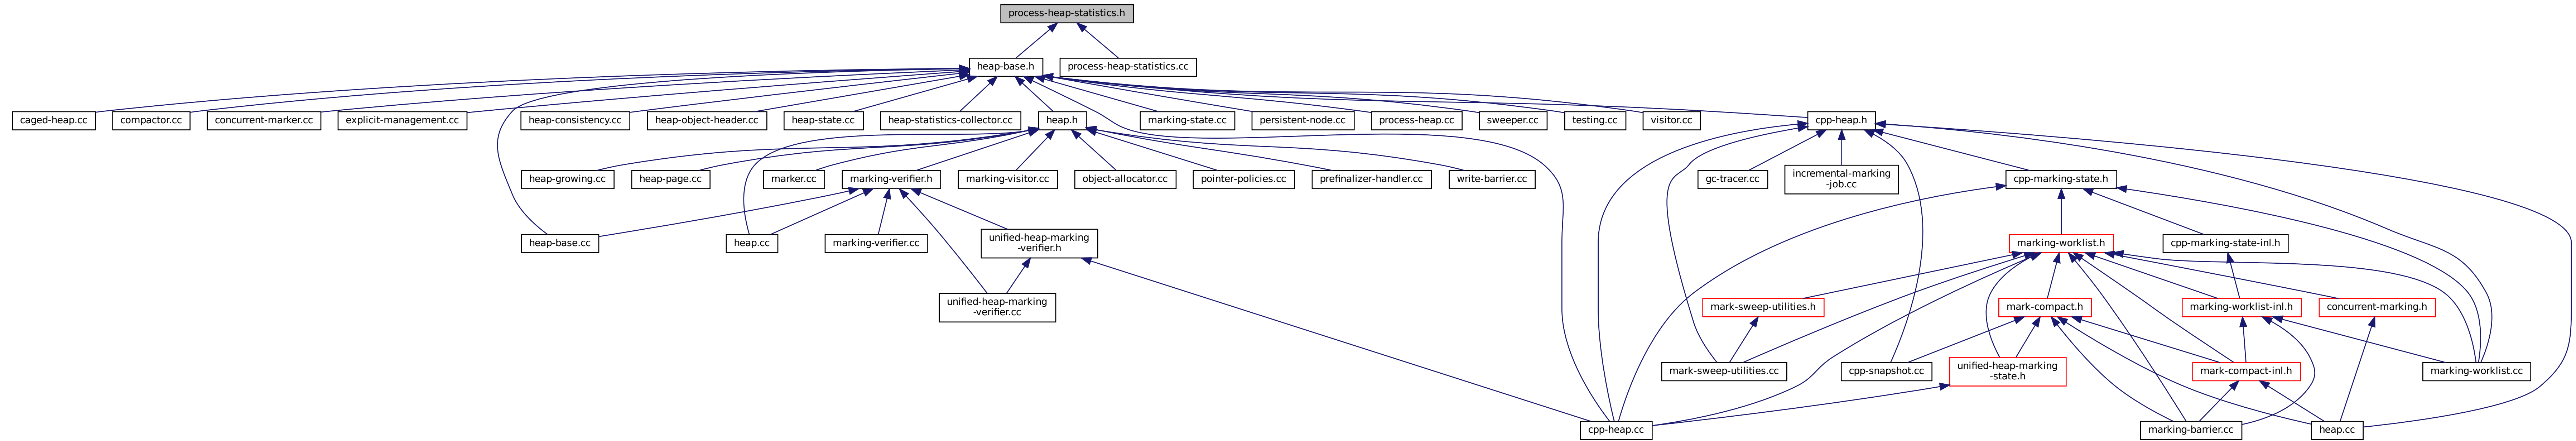 process-heap-statistics.h
heap-base.h
process-heap-statistics.cc
caged-heap.cc
compactor.cc
concurrent-marker.cc
explicit-management.cc
heap-consistency.cc
heap-object-header.cc
heap-state.cc
heap-statistics-collector.cc
heap.h
marking-state.cc
persistent-node.cc
process-heap.cc
sweeper.cc
testing.cc
visitor.cc
cpp-heap.h
heap-growing.cc
heap-page.cc
marker.cc
marking-verifier.h
marking-visitor.cc
object-allocator.cc
pointer-policies.cc
prefinalizer-handler.cc
write-barrier.cc
gc-tracer.cc
incremental-marking
-job.cc
cpp-marking-state.h
heap-base.cc
heap.cc
marking-verifier.cc
unified-heap-marking
-verifier.h
marking-worklist.h
cpp-marking-state-inl.h
unified-heap-marking
-verifier.cc
mark-sweep-utilities.h
mark-compact.h
marking-worklist-inl.h
concurrent-marking.h
mark-sweep-utilities.cc
cpp-snapshot.cc
unified-heap-marking
-state.h
mark-compact-inl.h
marking-worklist.cc
cpp-heap.cc
marking-barrier.cc
heap.cc